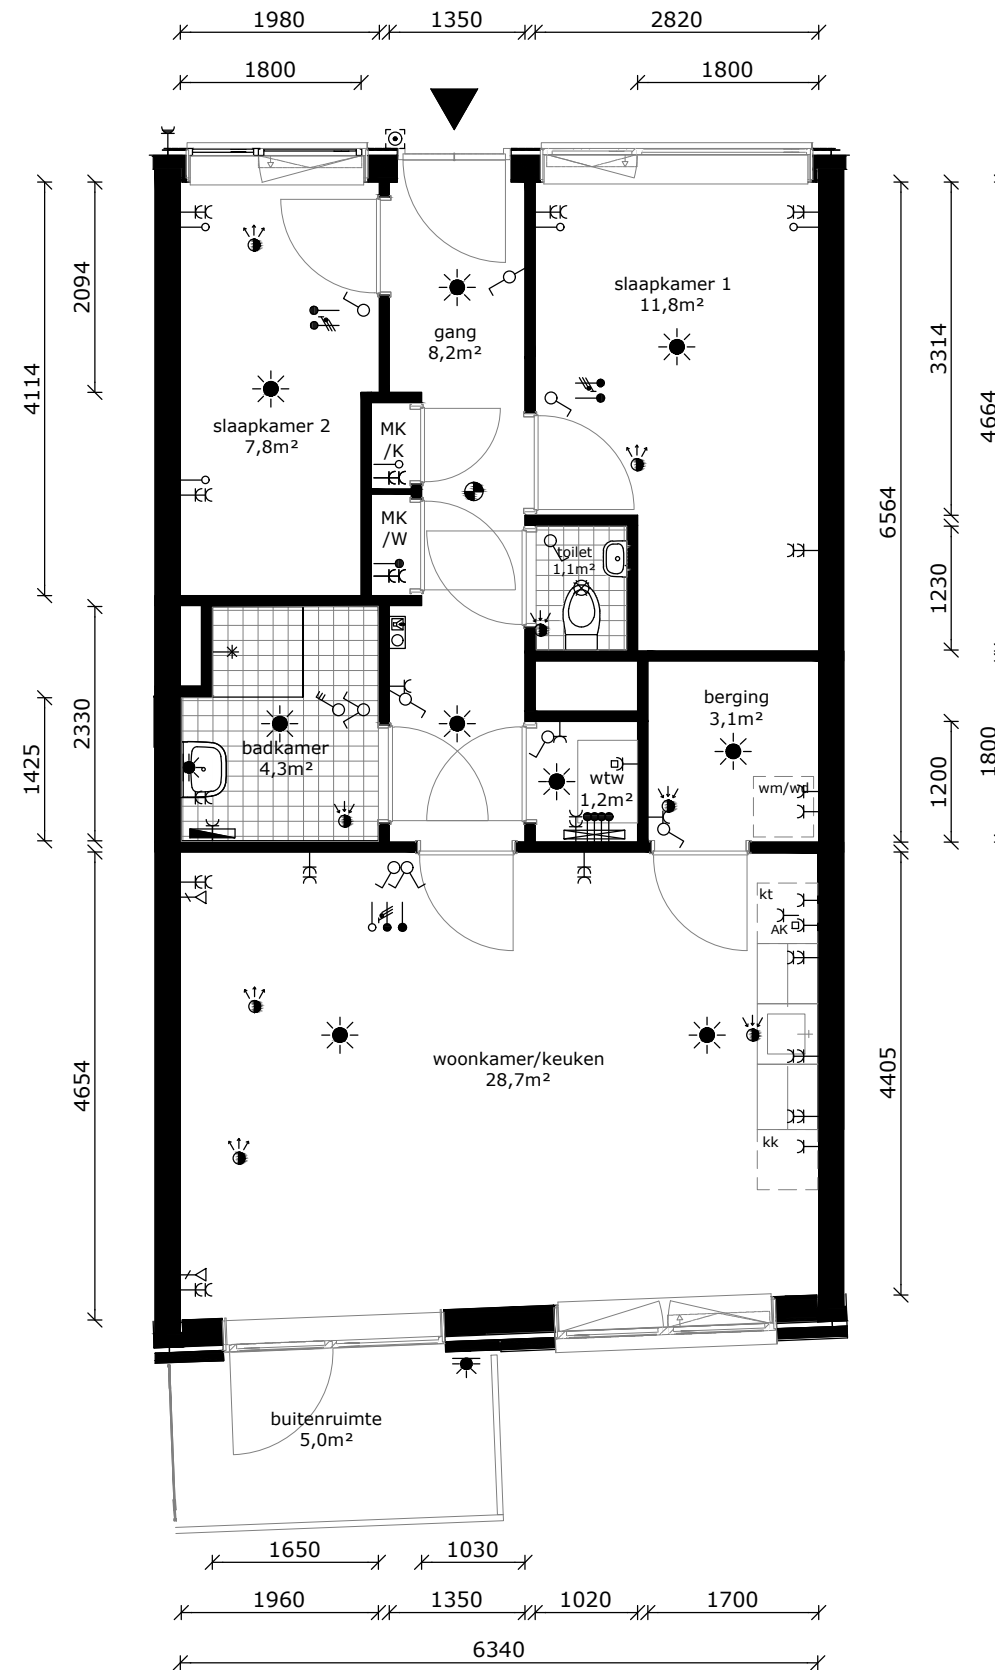 1980 1350 2820
1800 1800
2094
4114
3314
4664
slaapkamer 1
11,8m²
gang
8,2m²
slaapkamer 2
7,8m²
MK
/K
MK
/W
6564
toilet
1,1m²
1230
2330
1425
berging
3,1m²
badkamer
4,3m²
wtw
1,2m²
wm/wd
1200
1800
kt
AK
woonkamer/keuken
28,7m²
kk
4654
4405
buitenruimte
5,0m²
1650 1030
1960 1350 1020 1700
6340